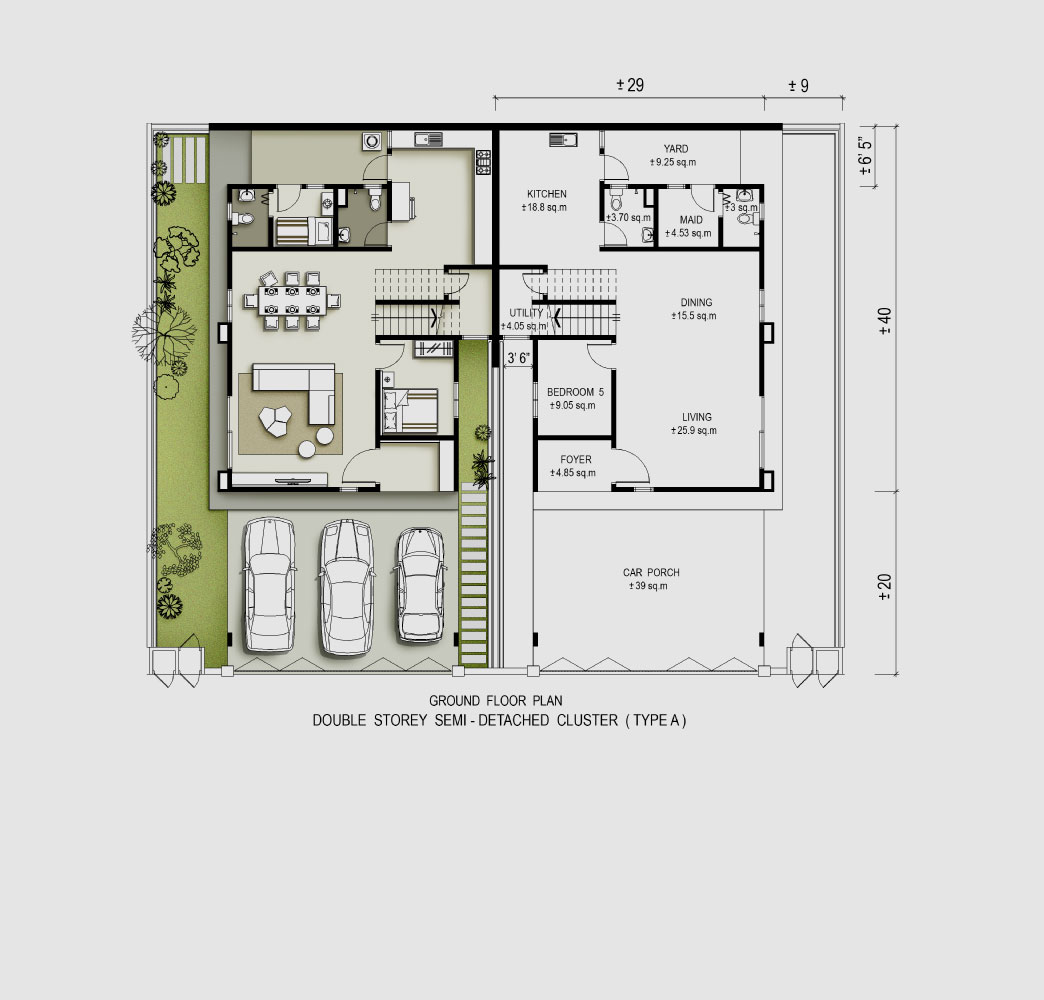 ± 29
± 9
± 6' 5"
YARD
± 9.25 sq.m
KITCHEN
± 18.8 sq.m
±3.70 sq.m
MAID
± 4.53 sq.m
±3 sq.m
DINING
± 15.5 sq.m
UTILITY
± 4.05 sq.m
± 40
3' 6"
BEDROOM 5
± 9.05 sq.m
LIVING
± 25.9 sq.m
FOYER
± 4.85 sq.m
CAR PORCH
± 39 sq.m
± 20
GROUND FLOOR PLAN
DOUBLE STOREY SEMI - DETACHED CLUSTER ( TYPE A )